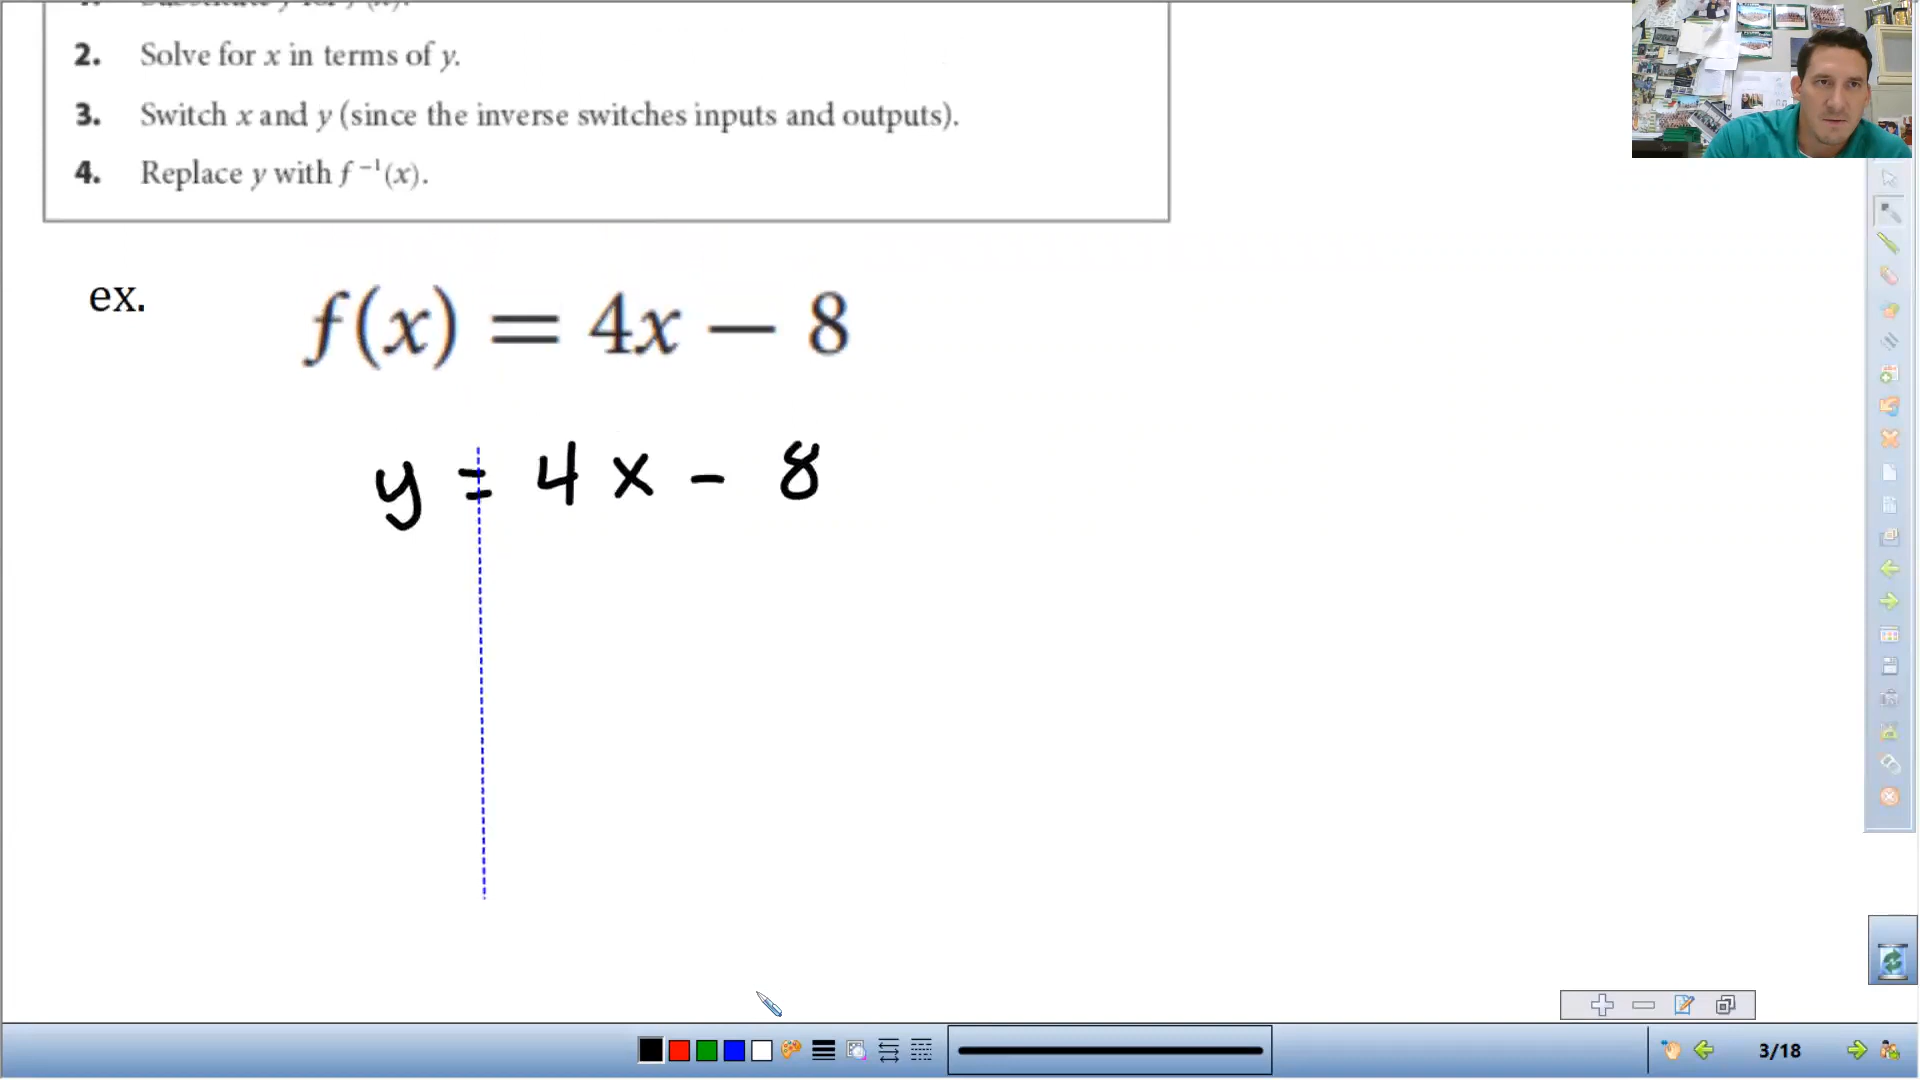 2. Solve for x in terms of y.
3. Switch x and y (since the inverse switches inputs and outputs).
4. Replace y with f⁻¹(x).
ex. f(x) = 4x − 8
y = 4x - 8
3/18